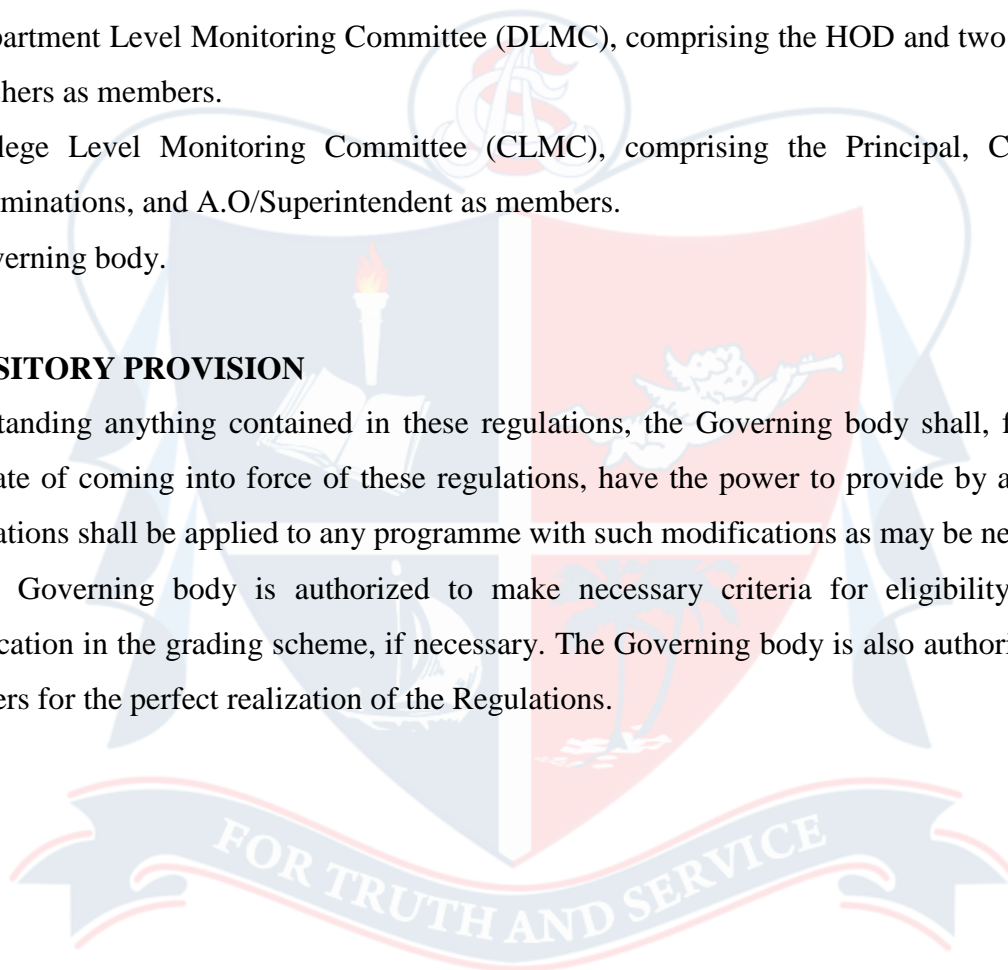 partment Level Monitoring Committee (DLMC), comprising the HOD and two
hers as members.
lege Level Monitoring Committee (CLMC), comprising the Principal, C
minations, and A.O/Superintendent as members.
verning body.
SITORY PROVISION
tanding anything contained in these regulations, the Governing body shall, f
ate of coming into force of these regulations, have the power to provide by a
ations shall be applied to any programme with such modifications as may be ne
Governing body is authorized to make necessary criteria for eligibility
cation in the grading scheme, if necessary. The Governing body is also authori
ers for the perfect realization of the Regulations.
FOR TRUTH AND SERVICE